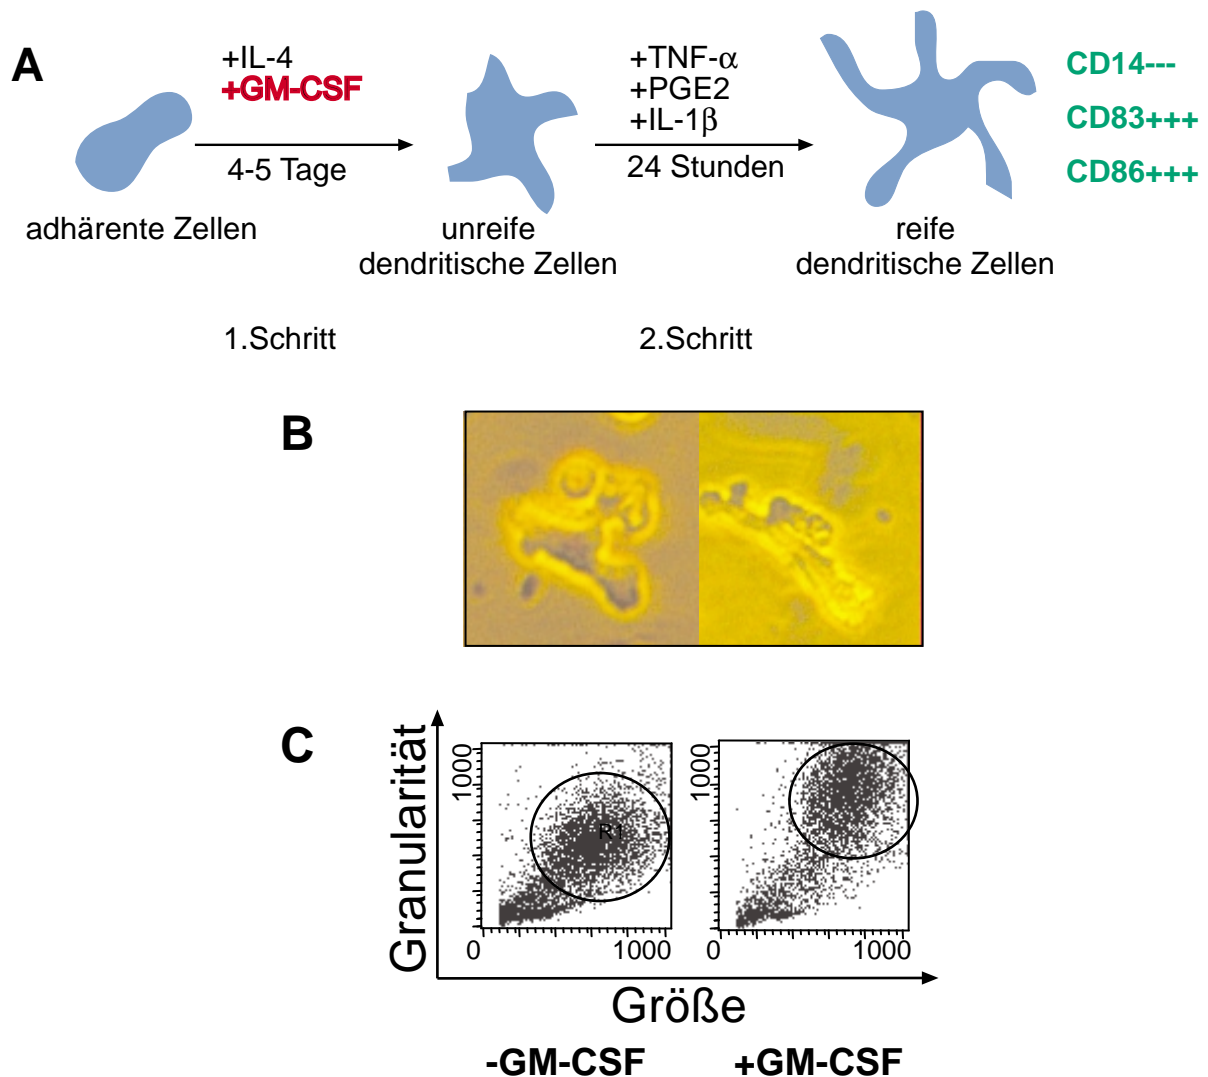 A
+IL-4
+GM-CSF
4-5 Tage
+TNF-α
+PGE2
+IL-1β
24 Stunden
CD14---
CD83+++
CD86+++
adhärente Zellen
unreife
dendritische Zellen
reife
dendritische Zellen
1.Schritt
2.Schritt
B
C
Granularität
1000
R1
0
1000
1000
0
1000
Größe
-GM-CSF
+GM-CSF